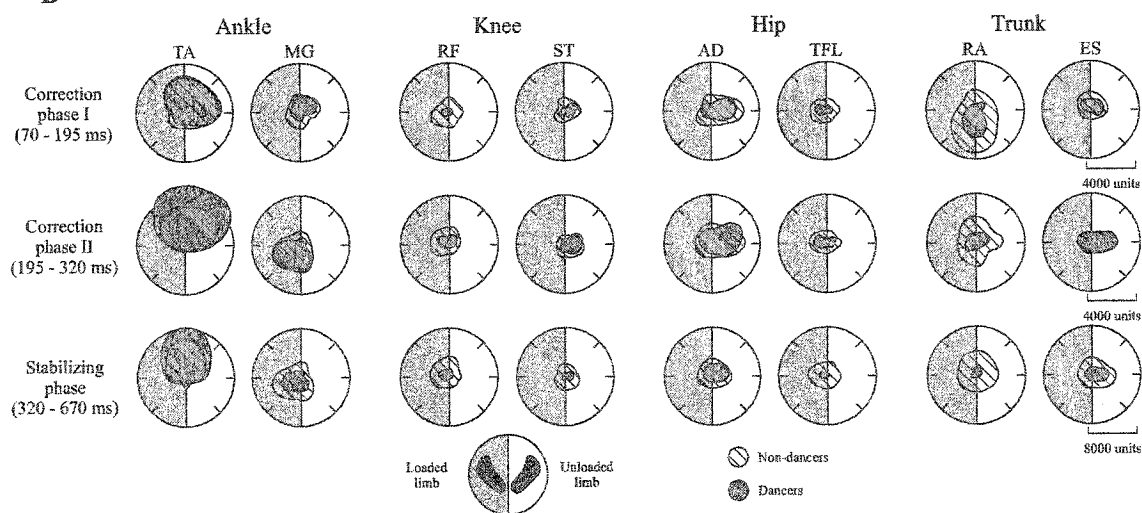 Ankle Knee Hip Trunk
TA MG RF ST AD TFL RA ES
Correction
phase I
(70 - 195 ms)
4000 units
Correction
phase II
(195 - 320 ms)
4000 units
Stabilizing
phase
(320 - 670 ms)
8000 units
Loaded
limb
Unloaded
limb
Non-dancers
Dancers